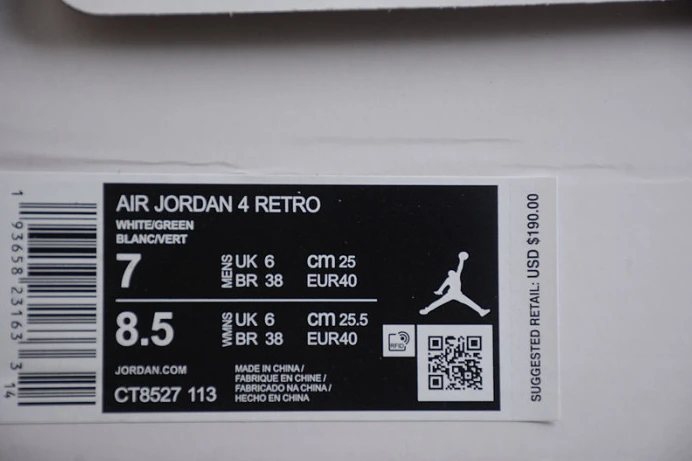 AIR JORDAN 4 RETRO
WHITE/GREEN
BLANC/VERT
7 MENS UK 6 cm 25
BR 38 EUR40
8.5 WMNS UK 6 cm 25.5
BR 38 EUR40
RFID
JORDAN.COM
CT8527 113
MADE IN CHINA /
FABRIQUE EN CHINE /
FABRICADO NA CHINA /
HECHO EN CHINA
SUGGESTED RETAIL: USD $190.00
1 93658 23163 3 14